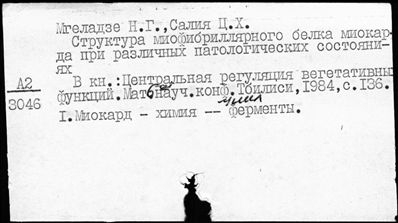 Мгеладзе Н.Г.,Салия Ц.Х.
Структура миофибриллярного белка миокар-
да при различных патологических состояни-
ях
В кн.:Центральная регуляция вегетативны
функций.Мат научн.конф.Тбилиси,1984,с.136.
I.Миокард - химия -- ферменты.
А2
3046